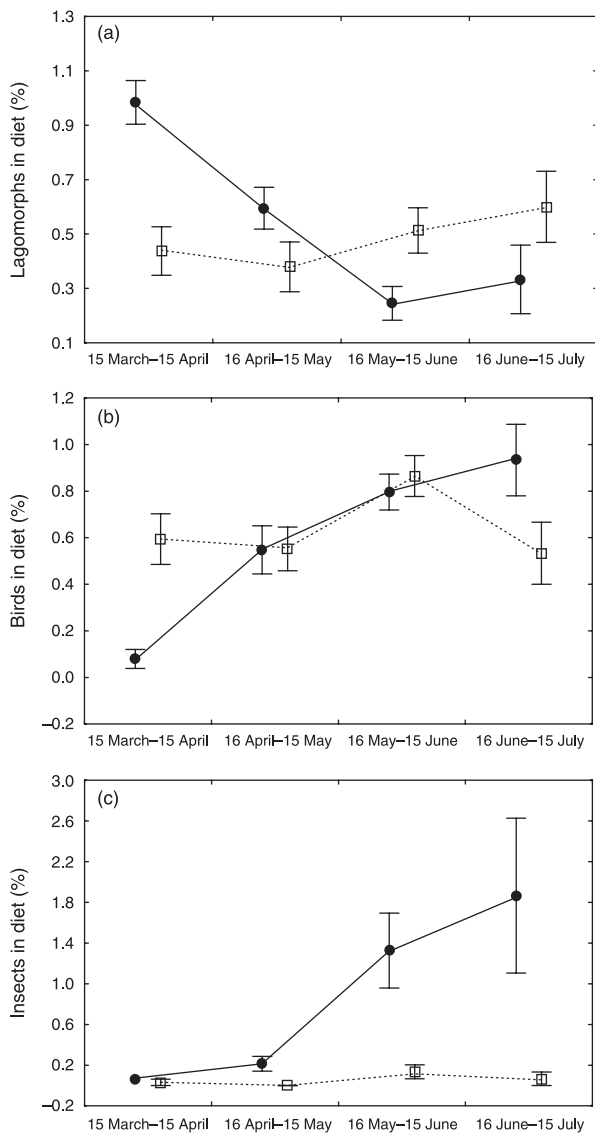 (a)
Lagomorphs in diet (%)
1.3
1.1
0.9
0.7
0.5
0.3
0.1
15 March–15 April 16 April–15 May 16 May–15 June 16 June–15 July
(b)
Birds in diet (%)
1.2
1.0
0.8
0.6
0.4
0.2
0.0
–0.2
15 March–15 April 16 April–15 May 16 May–15 June 16 June–15 July
(c)
Insects in diet (%)
3.0
2.6
2.2
1.8
1.4
1.0
0.6
0.2
–0.2
15 March–15 April 16 April–15 May 16 May–15 June 16 June–15 July